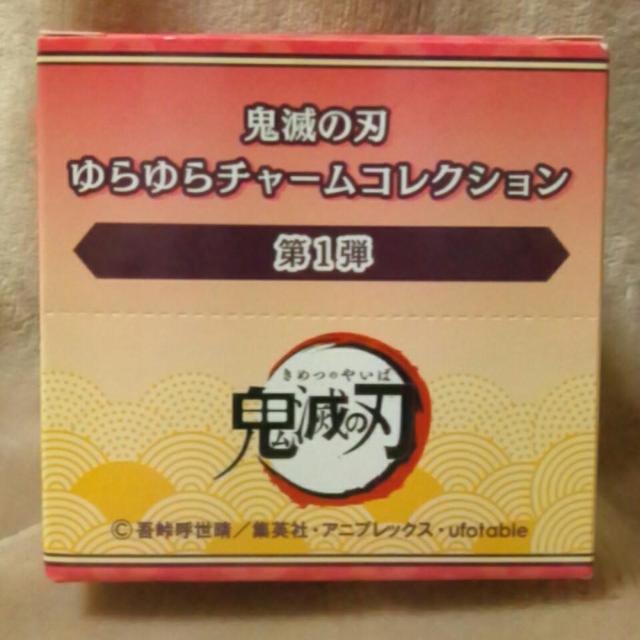 鬼滅の刃
ゆらゆらチャームコレクション
第1弾
きめつのやいば
鬼滅の刃
©吾峠呼世晴／集英社・アニプレックス・ufotable